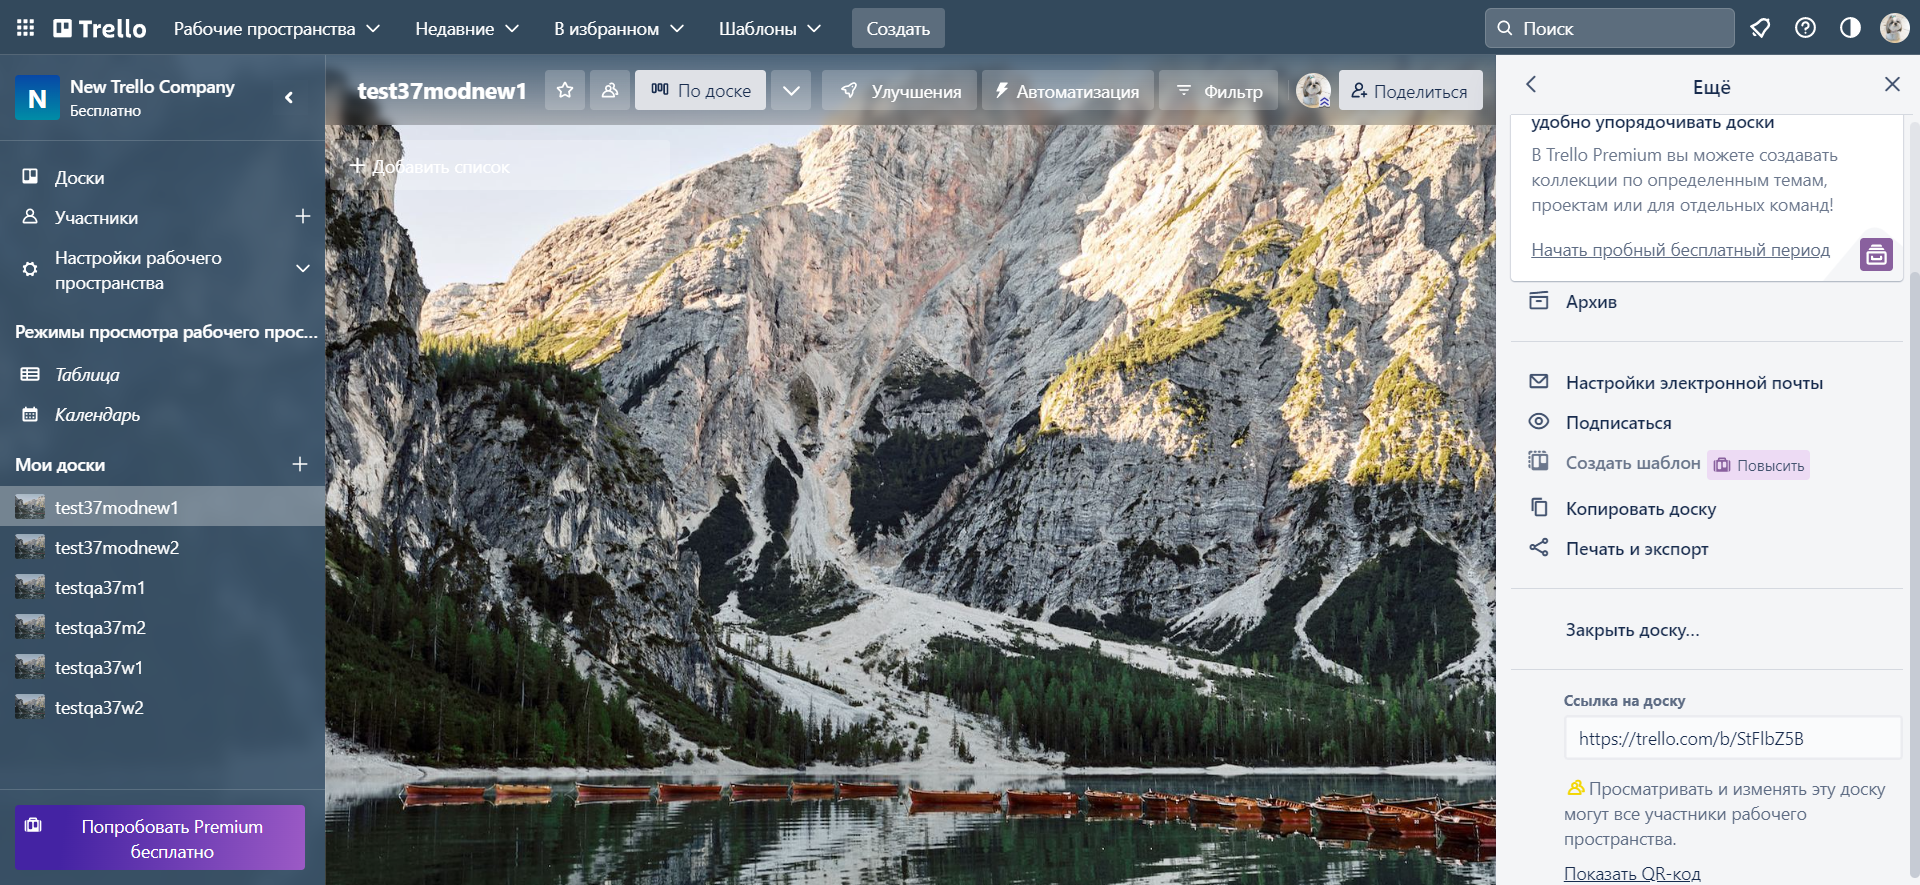 Trello
Рабочие пространства
Недавние
В избранном
Шаблоны
Создать
Поиск
N
New Trello Company
Бесплатно
Доски
Участники
Настройки рабочего
пространства
Режимы просмотра рабочего прос...
Таблица
Календарь
Мои доски
test37modnew1
test37modnew2
testqa37m1
testqa37m2
testqa37w1
testqa37w2
Попробовать Premium
бесплатно
test37modnew1
По доске
Улучшения
Автоматизация
Фильтр
Поделиться
Добавить список
Ещё
удобно упорядочивать доски
В Trello Premium вы можете создавать
коллекции по определенным темам,
проектам или для отдельных команд!
Начать пробный бесплатный период
Архив
Настройки электронной почты
Подписаться
Создать шаблон
Повысить
Копировать доску
Печать и экспорт
Закрыть доску...
Ссылка на доску
https://trello.com/b/StFlbZ5B
Просматривать и изменять эту доску
могут все участники рабочего
пространства.
Показать QR-код